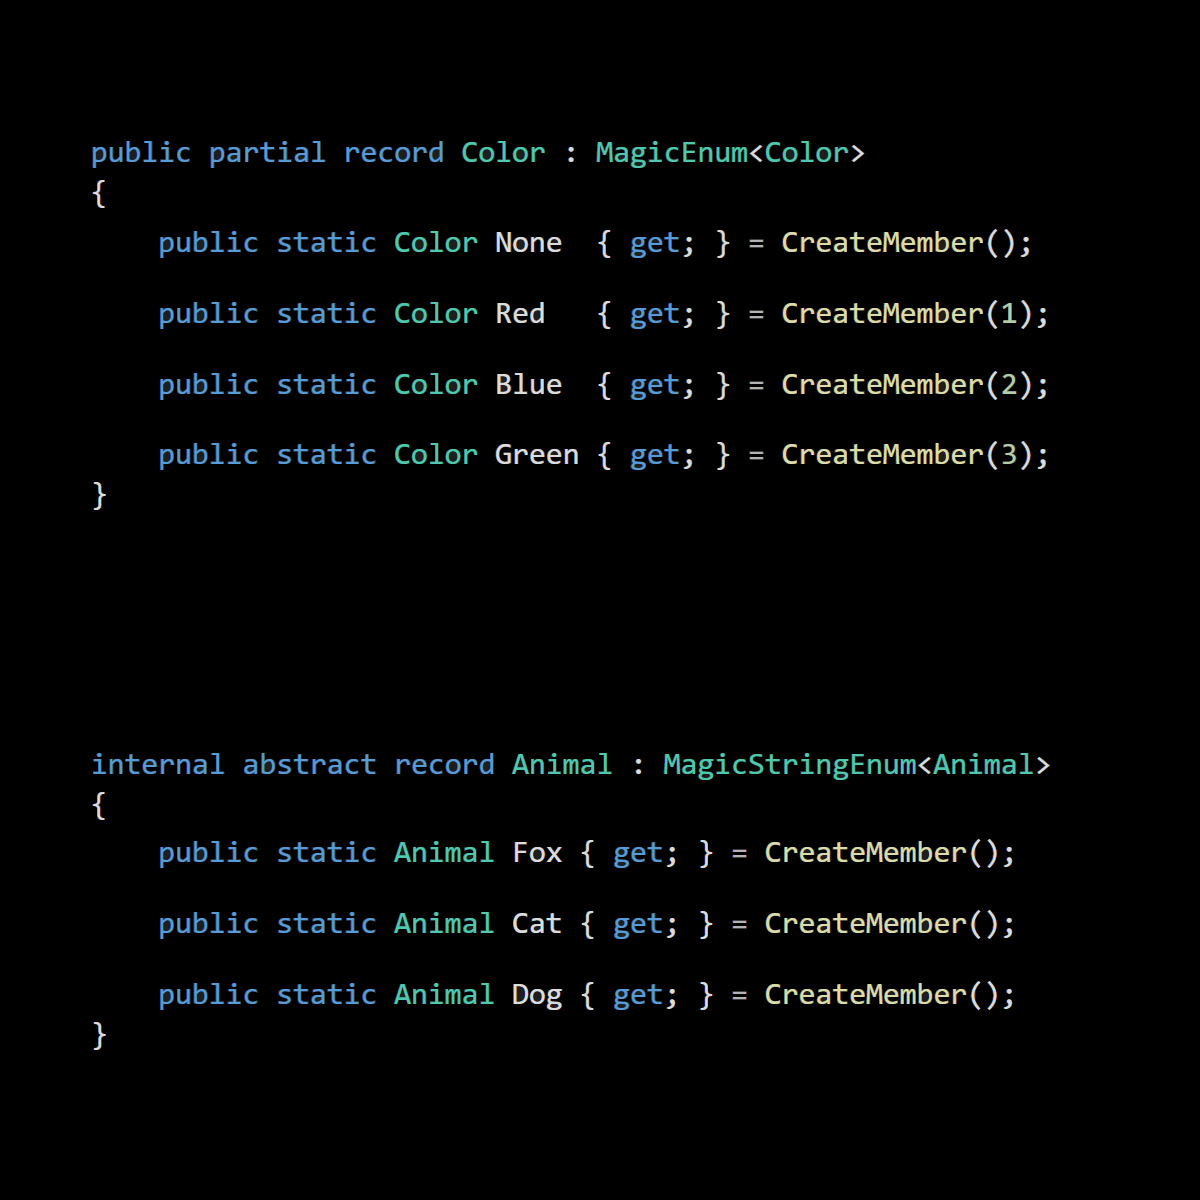 public partial record Color : MagicEnum<Color>
{
    public static Color None  { get; } = CreateMember();
    public static Color Red   { get; } = CreateMember(1);
    public static Color Blue  { get; } = CreateMember(2);
    public static Color Green { get; } = CreateMember(3);
}
internal abstract record Animal : MagicStringEnum<Animal>
{
    public static Animal Fox { get; } = CreateMember();
    public static Animal Cat { get; } = CreateMember();
    public static Animal Dog { get; } = CreateMember();
}